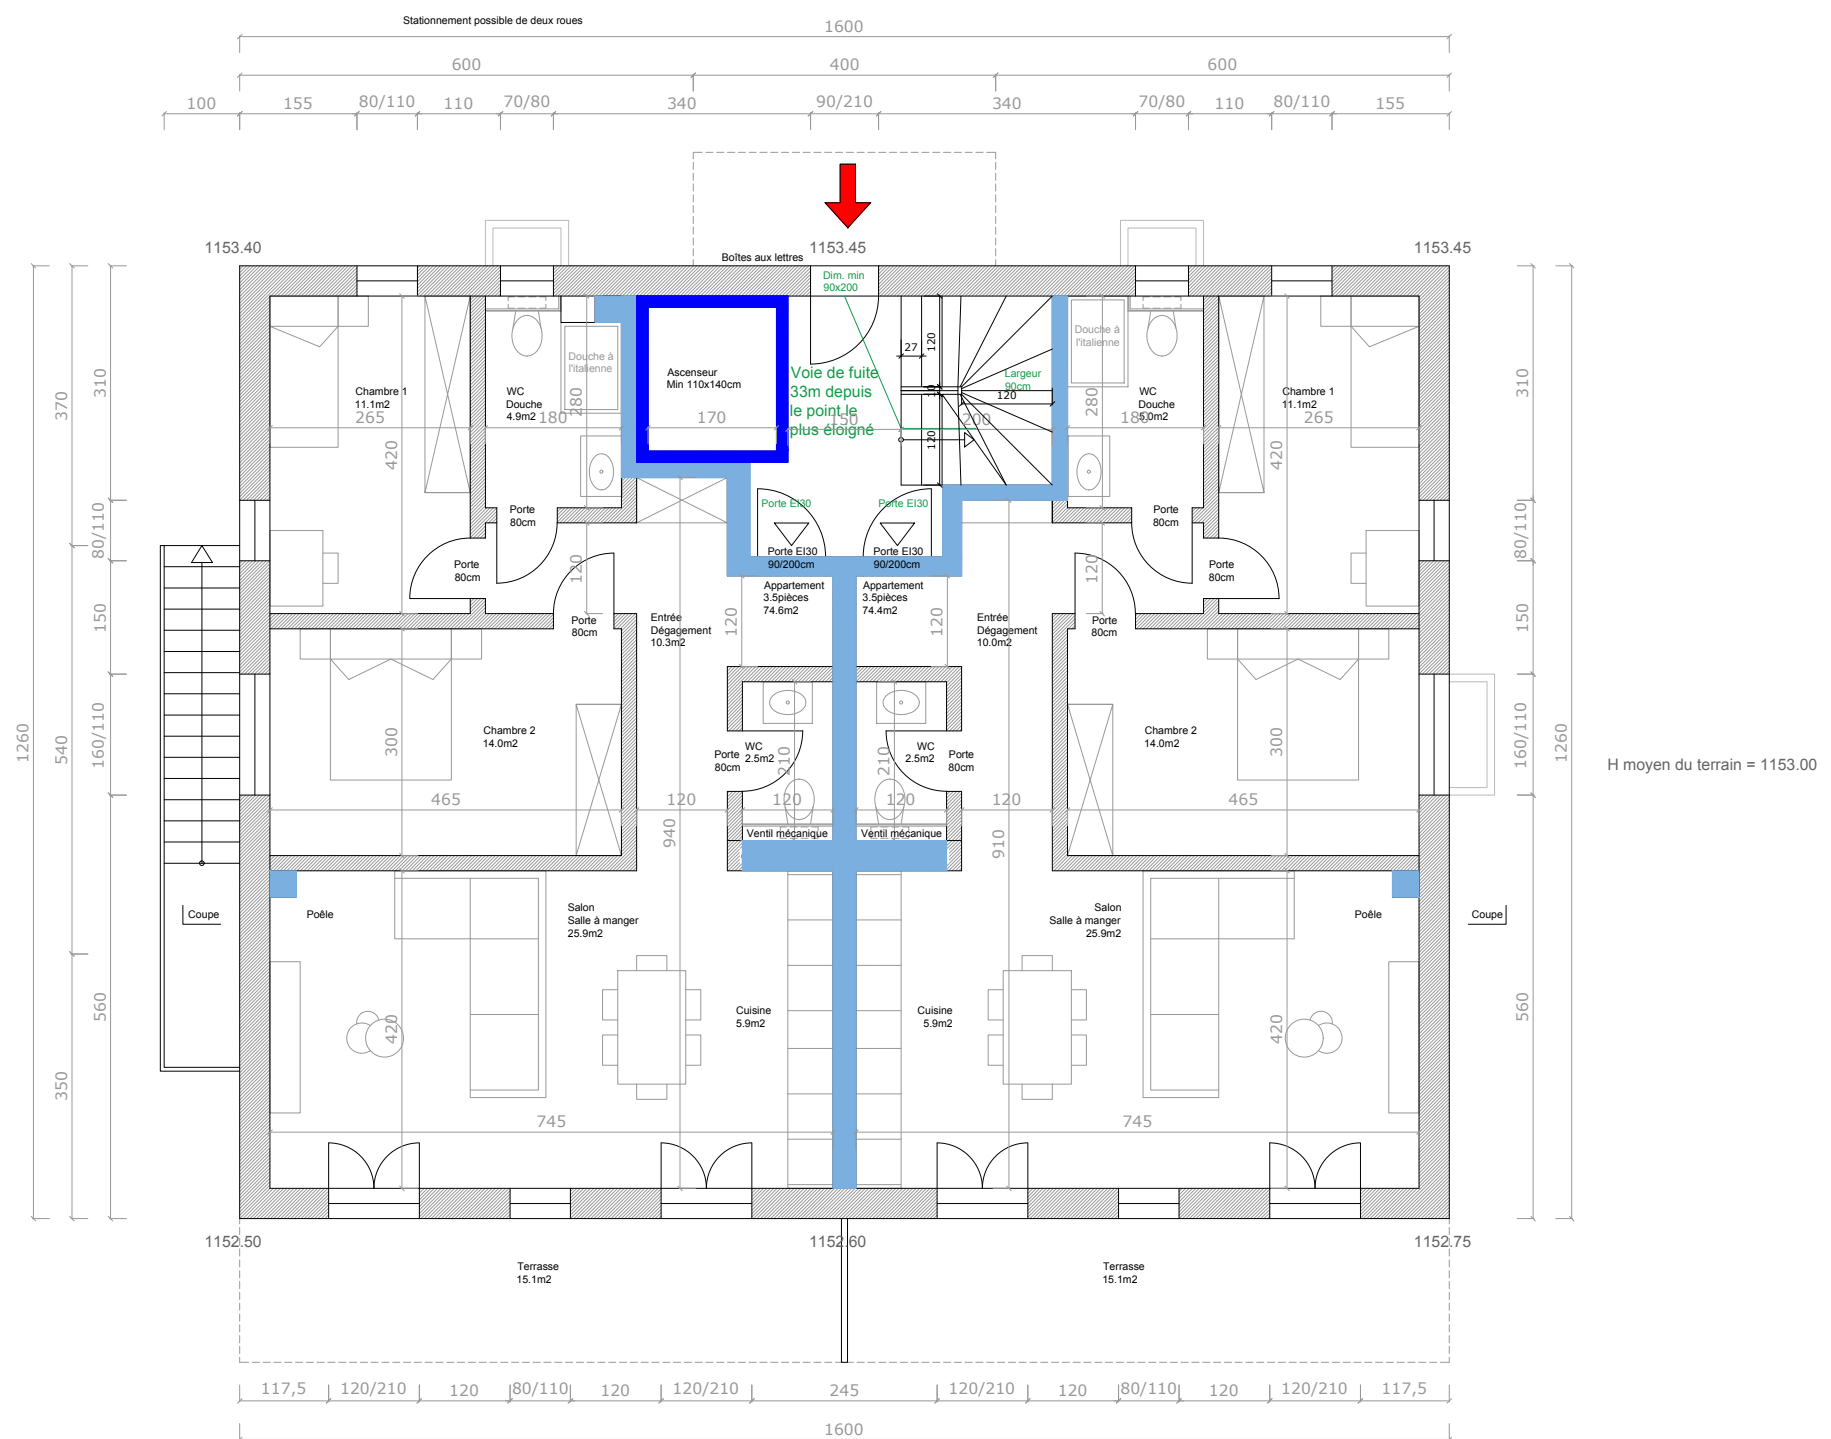 Stationnement possible de deux roues
1600
600
400
600
100
155
80/110
110
70/80
340
90/210
340
70/80
110
80/110
155
1153.40
Boîtes aux lettres
1153.45
1153.45
Dim. min
90x200
Douche à
l'italienne
Ascenseur
Min 110x140cm
Voie de fuite
33m depuis
le point le
plus éloigné
27
120
10
120
Largeur
90cm
120
Douche à
l'italienne
Chambre 1
11.1m2
WC
Douche
4.9m2
WC
Douche
5.0m2
Chambre 1
11.1m2
265
180
170
150
200
180
265
420
280
280
420
370
310
310
80/110
80/110
Porte
80cm
Porte EI30
Porte EI30
Porte
80cm
Porte EI30
90/200cm
Porte EI30
90/200cm
Porte
80cm
Porte
80cm
120
120
Appartement
3.5pièces
74.6m2
Appartement
3.5pièces
74.4m2
Porte
80cm
Entrée
Dégagement
10.3m2
120
120
Entrée
Dégagement
10.0m2
Porte
80cm
150
150
1260
540
160/110
160/110
1260
Chambre 2
14.0m2
300
Porte
80cm
WC
2.5m2
210
210
WC
2.5m2
Porte
80cm
Chambre 2
14.0m2
300
H moyen du terrain = 1153.00
465
120
120
120
120
465
940
Ventil mécanique
Ventil mécanique
910
Coupe
Poêle
Salon
Salle à manger
25.9m2
Salon
Salle à manger
25.9m2
Poêle
Coupe
560
560
Cuisine
5.9m2
Cuisine
5.9m2
420
420
350
745
745
1152.50
1152.60
1152.75
Terrasse
15.1m2
Terrasse
15.1m2
117,5
120/210
120
80/110
120
120/210
245
120/210
120
80/110
120
120/210
117,5
1600